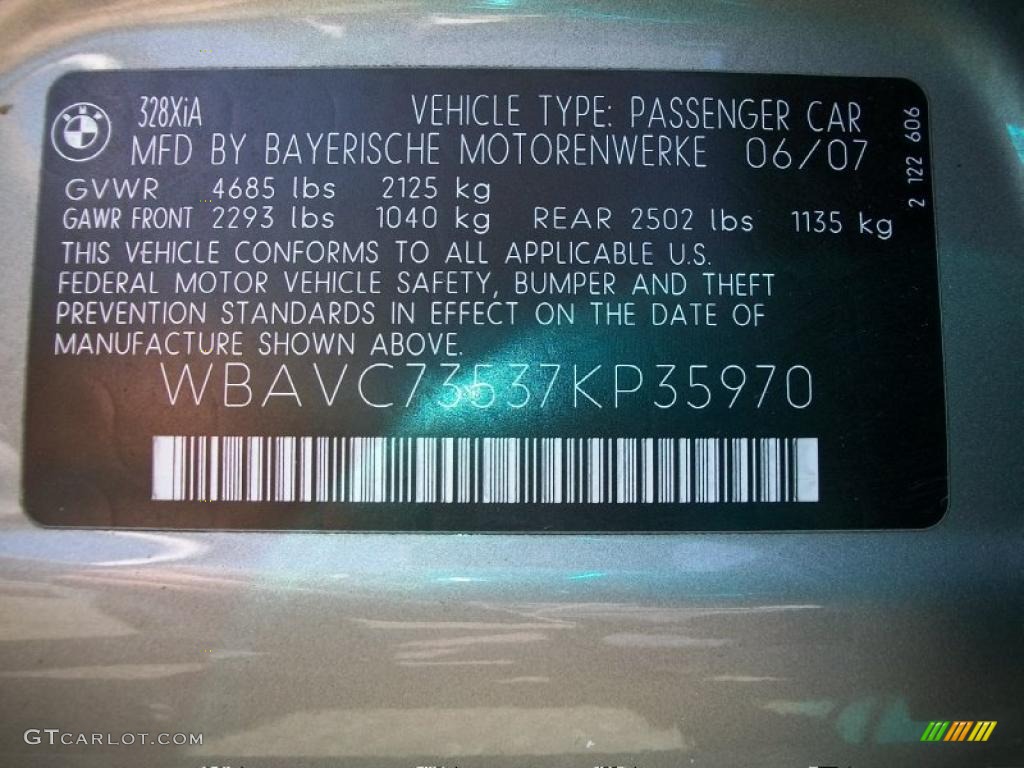 328XiA VEHICLE TYPE: PASSENGER CAR
MFD BY BAYERISCHE MOTORENWERKE 06/07
GVWR 4685 lbs 2125 kg
GAWR FRONT 2293 lbs 1040 kg REAR 2502 lbs 1135 kg
THIS VEHICLE CONFORMS TO ALL APPLICABLE U.S.
FEDERAL MOTOR VEHICLE SAFETY, BUMPER AND THEFT
PREVENTION STANDARDS IN EFFECT ON THE DATE OF
MANUFACTURE SHOWN ABOVE.
WBAVC73537KP35970
2 122 606
GTCARLOT.COM